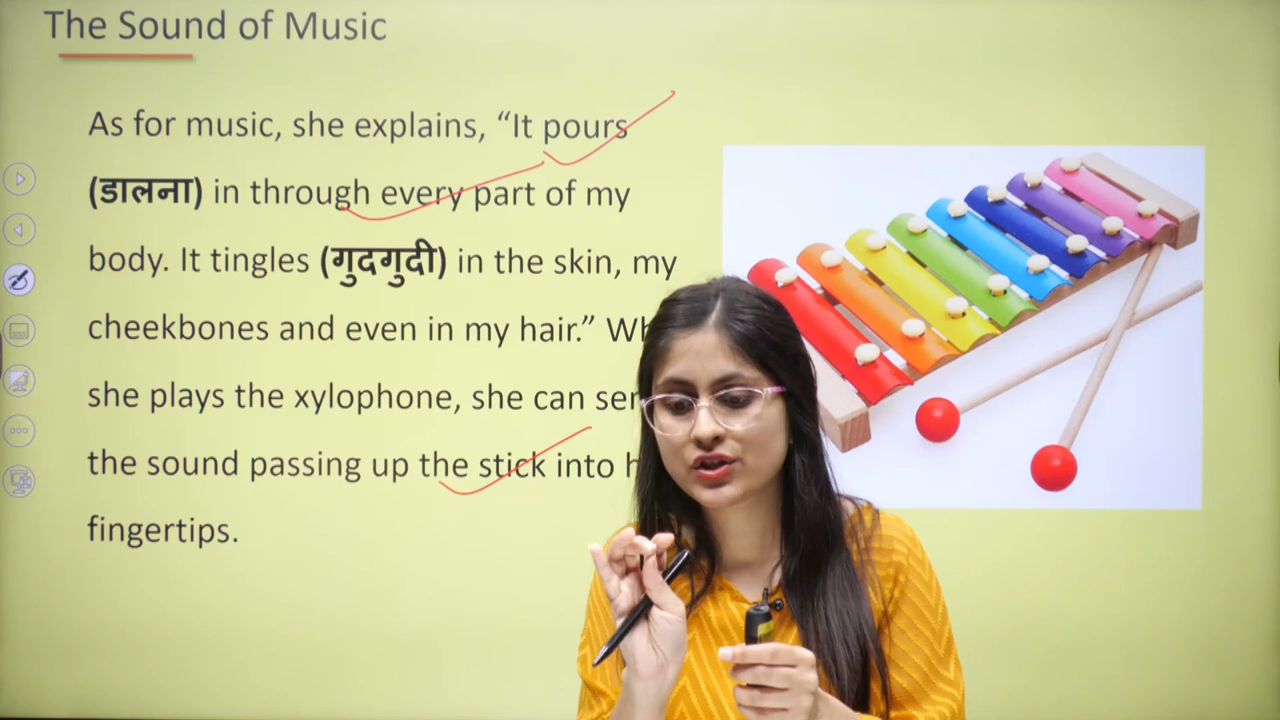 The Sound of Music
As for music, she explains, “It pours
(डालना) in through every part of my
body. It tingles (गुदगुदी) in the skin, my
cheekbones and even in my hair.”
she plays the xylophone, she can
the sound passing up the stick into
fingertips.